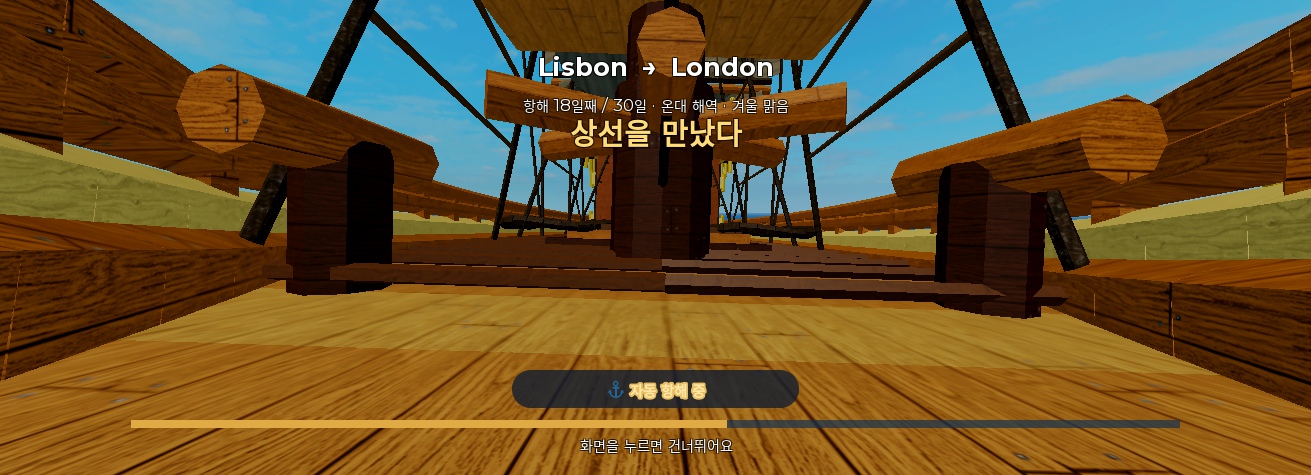 Lisbon → London
항해 18일째 / 30일 · 온대 해역 · 겨울 맑음
상선을 만났다
⚓ 자동 항해 중
화면을 누르면 건너뛰어요